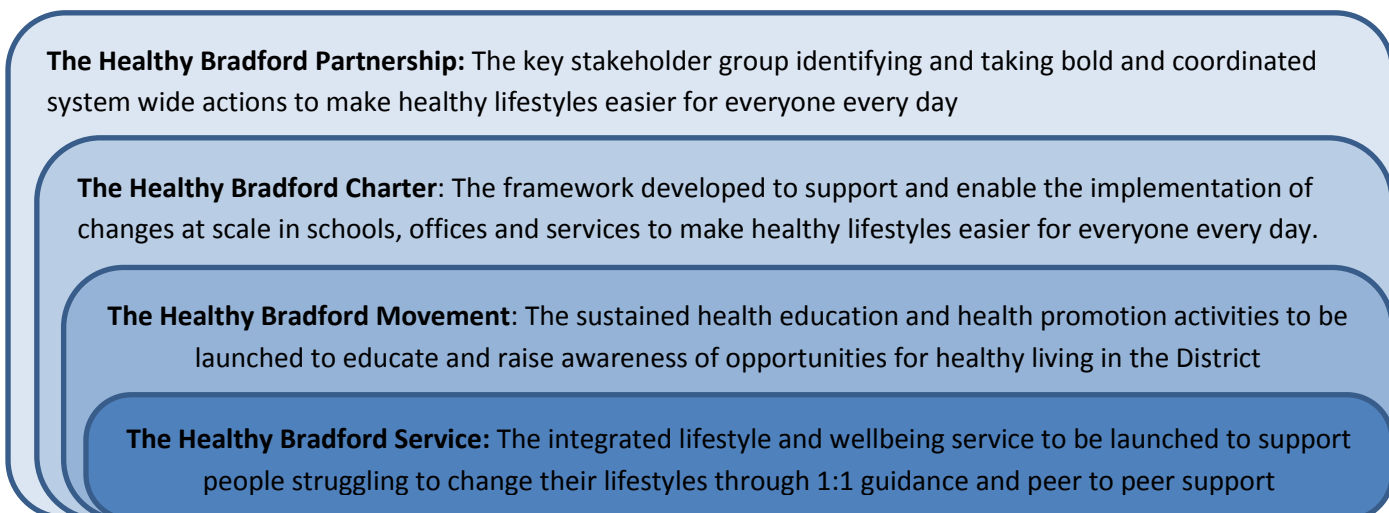 The Healthy Bradford Partnership: The key stakeholder group identifying and taking bold and coordinated
system wide actions to make healthy lifestyles easier for everyone every day
The Healthy Bradford Charter: The framework developed to support and enable the implementation of
changes at scale in schools, offices and services to make healthy lifestyles easier for everyone every day.
The Healthy Bradford Movement: The sustained health education and health promotion activities to be
launched to educate and raise awareness of opportunities for healthy living in the District
The Healthy Bradford Service: The integrated lifestyle and wellbeing service to be launched to support
people struggling to change their lifestyles through 1:1 guidance and peer to peer support